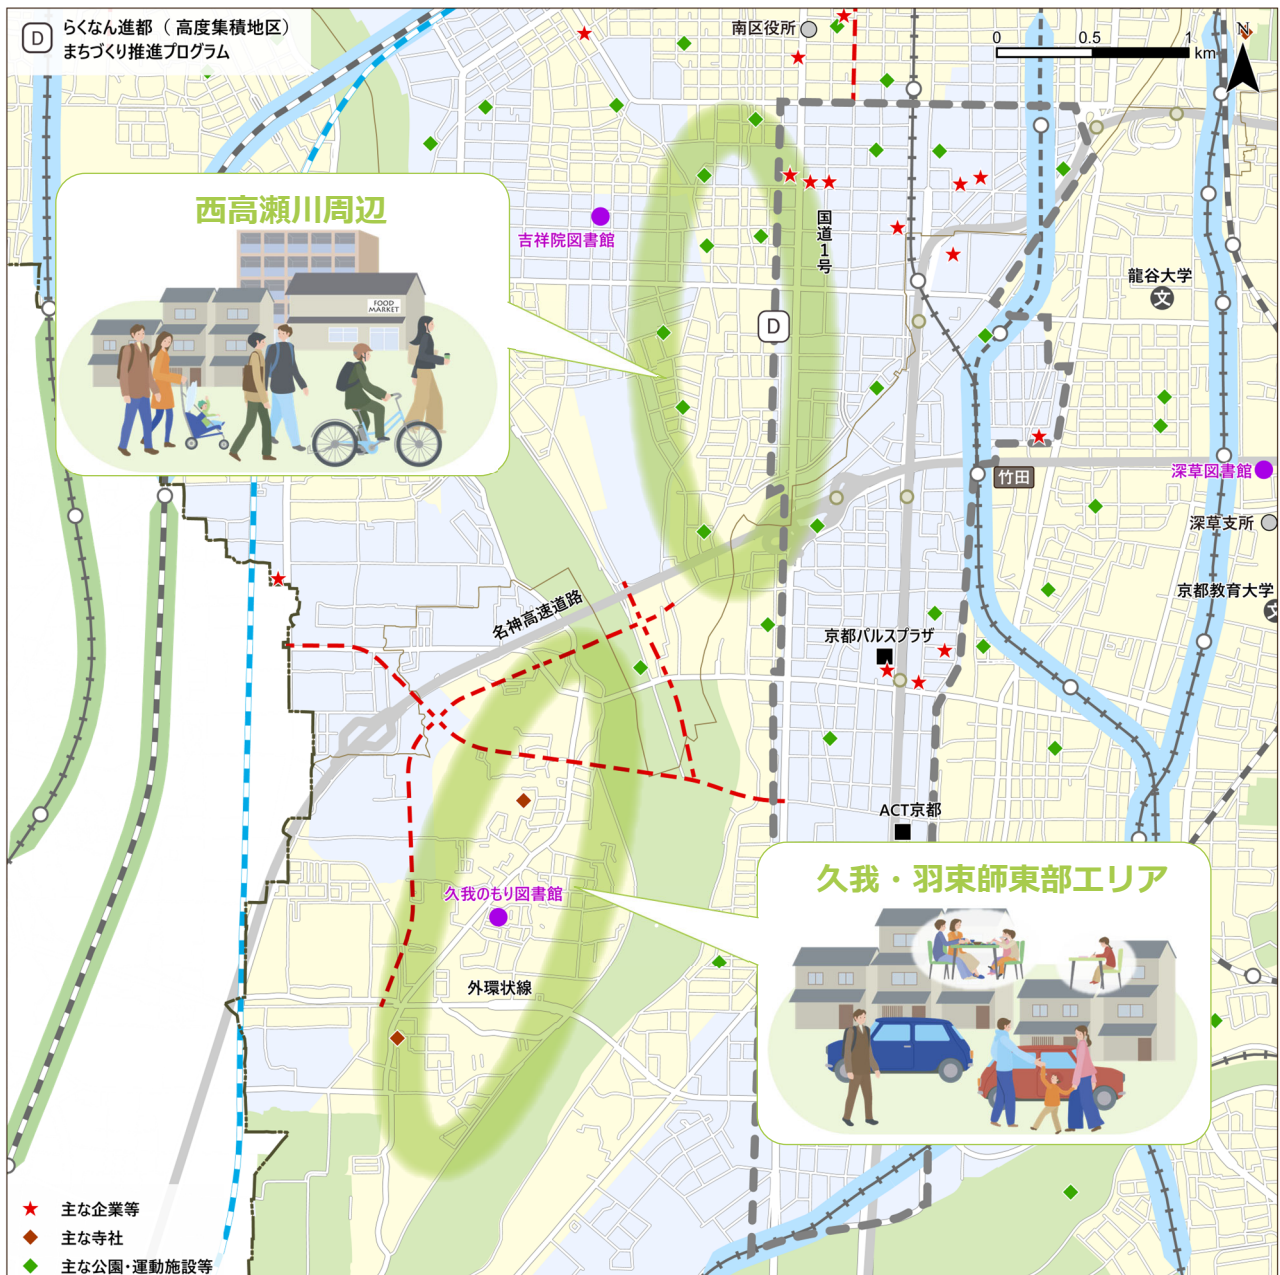 D
らくなん進都（高度集積地区）
まちづくり推進プログラム
南区役所
0 0.5 1
km
N
西高瀬川周辺
FOOD
MARKET
吉祥院図書館
国道1号
龍谷大学
文
D
竹田
深草図書館
深草支所
京都教育大学
文
名神高速道路
京都パルスプラザ
ACT京都
久我のもり図書館
久我・羽束師東部エリア
外環状線
主な企業等
主な寺社
主な公園・運動施設等